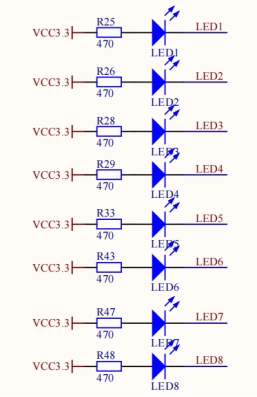 R25
VCC3.3 LED1
470
LED1
R26
VCC3.3 LED2
470
LED2
R28
VCC3.3 LED3
470
LED3
R29
VCC3.3 LED4
470
LED4
R33
VCC3.3 LED5
470
LED5
R43
VCC3.3 LED6
470
LED6
R47
VCC3.3 LED7
470
LED7
R48
VCC3.3 LED8
470
LED8